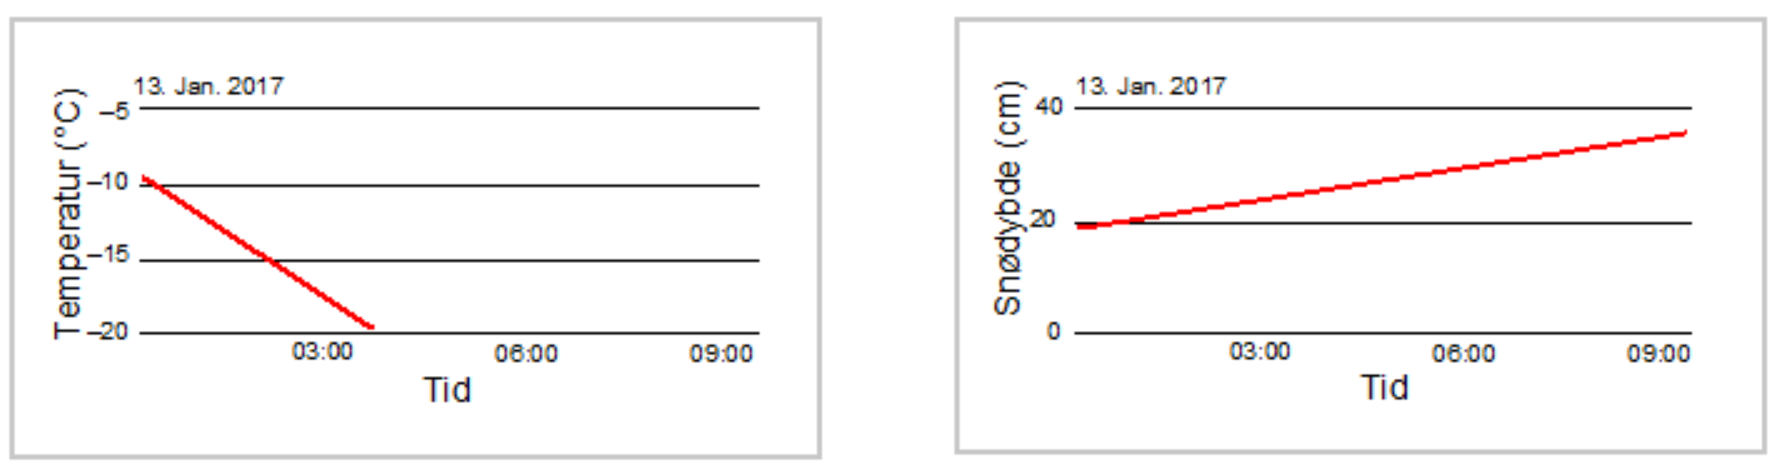 13. Jan. 2017
Temperatur (°C)
–5
–10
–15
–20
03:00 06:00 09:00
Tid
13. Jan. 2017
Snødybde (cm)
40
20
0
03:00 06:00 09:00
Tid